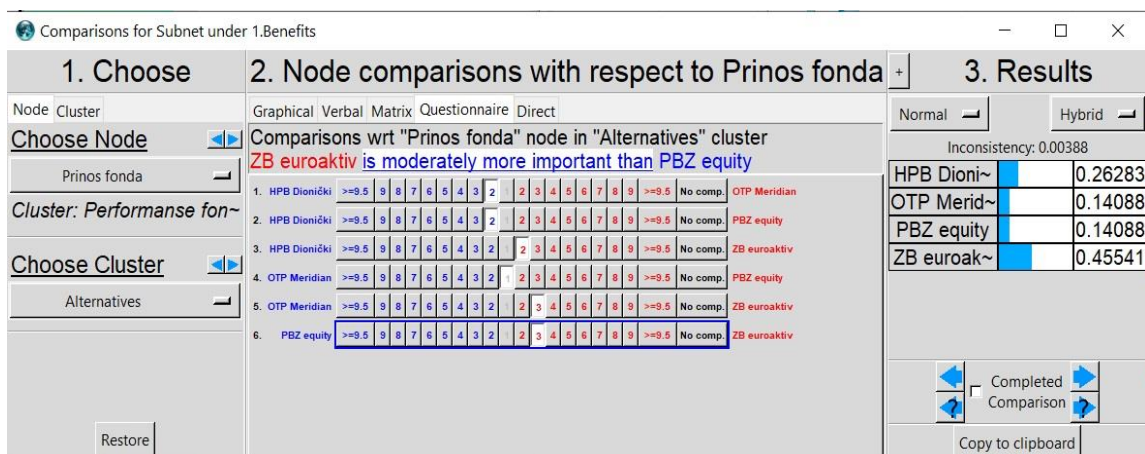 Comparisons for Subnet under 1.Benefits
1. Choose
Node Cluster
Choose Node
Prinos fonda
Cluster: Performanse fon~
Choose Cluster
Alternatives
Restore
2. Node comparisons with respect to Prinos fonda
Graphical Verbal Matrix Questionnaire Direct
Comparisons wrt "Prinos fonda" node in "Alternatives" cluster
ZB euroaktiv is moderately more important than PBZ equity
1. HPB Dionički >=9.5 9 8 7 6 5 4 3 2 1 2 3 4 5 6 7 8 9 >=9.5 No comp. OTP Meridian
2. HPB Dionički >=9.5 9 8 7 6 5 4 3 2 1 2 3 4 5 6 7 8 9 >=9.5 No comp. PBZ equity
3. HPB Dionički >=9.5 9 8 7 6 5 4 3 2 1 2 3 4 5 6 7 8 9 >=9.5 No comp. ZB euroaktiv
4. OTP Meridian >=9.5 9 8 7 6 5 4 3 2 1 2 3 4 5 6 7 8 9 >=9.5 No comp. PBZ equity
5. OTP Meridian >=9.5 9 8 7 6 5 4 3 2 1 2 3 4 5 6 7 8 9 >=9.5 No comp. ZB euroaktiv
6. PBZ equity >=9.5 9 8 7 6 5 4 3 2 1 2 3 4 5 6 7 8 9 >=9.5 No comp. ZB euroaktiv
+ 3. Results
Normal Hybrid
Inconsistency: 0.00388
HPB Dioni~ 0.26283
OTP Merid~ 0.14088
PBZ equity 0.14088
ZB euroak~ 0.45541
Completed
Comparison
? ?
Copy to clipboard